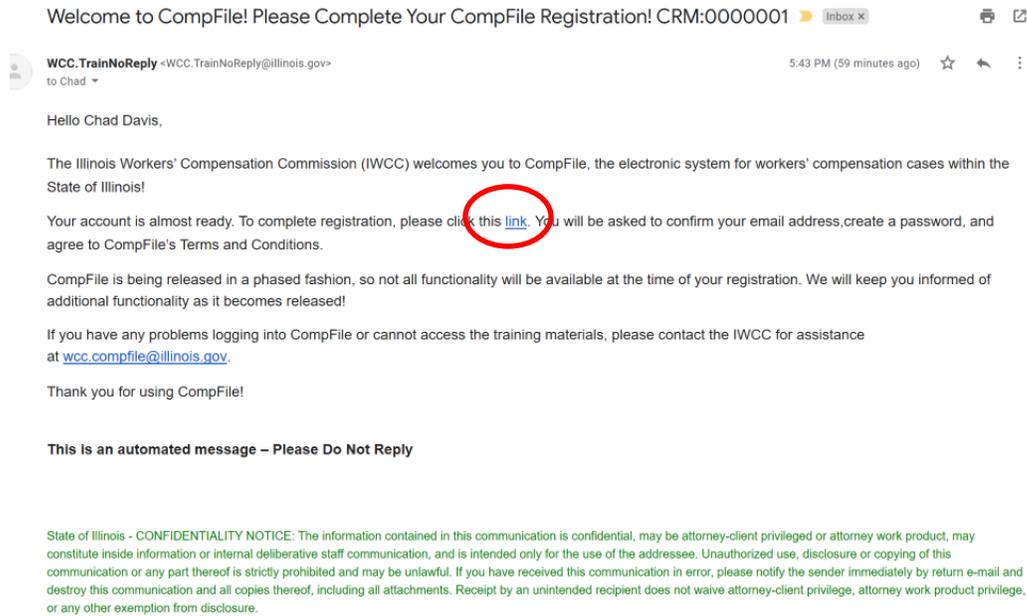 Welcome to CompFile! Please Complete Your CompFile Registration! CRM:0000001 Inbox x
WCC.TrainNoReply <WCC.TrainNoReply@illinois.gov> 5:43 PM (59 minutes ago)
to Chad
Hello Chad Davis,
The Illinois Workers' Compensation Commission (IWCC) welcomes you to CompFile, the electronic system for workers' compensation cases within the
State of Illinois!
Your account is almost ready. To complete registration, please click this link. You will be asked to confirm your email address,create a password, and
agree to CompFile's Terms and Conditions.
CompFile is being released in a phased fashion, so not all functionality will be available at the time of your registration. We will keep you informed of
additional functionality as it becomes released!
If you have any problems logging into CompFile or cannot access the training materials, please contact the IWCC for assistance
at wcc.compfile@illinois.gov.
Thank you for using CompFile!
This is an automated message – Please Do Not Reply
State of Illinois - CONFIDENTIALITY NOTICE: The information contained in this communication is confidential, may be attorney-client privileged or attorney work product, may
constitute inside information or internal deliberative staff communication, and is intended only for the use of the addressee. Unauthorized use, disclosure or copying of this
communication or any part thereof is strictly prohibited and may be unlawful. If you have received this communication in error, please notify the sender immediately by return e-mail and
destroy this communication and all copies thereof, including all attachments. Receipt by an unintended recipient does not waive attorney-client privilege, attorney work product privilege,
or any other exemption from disclosure.